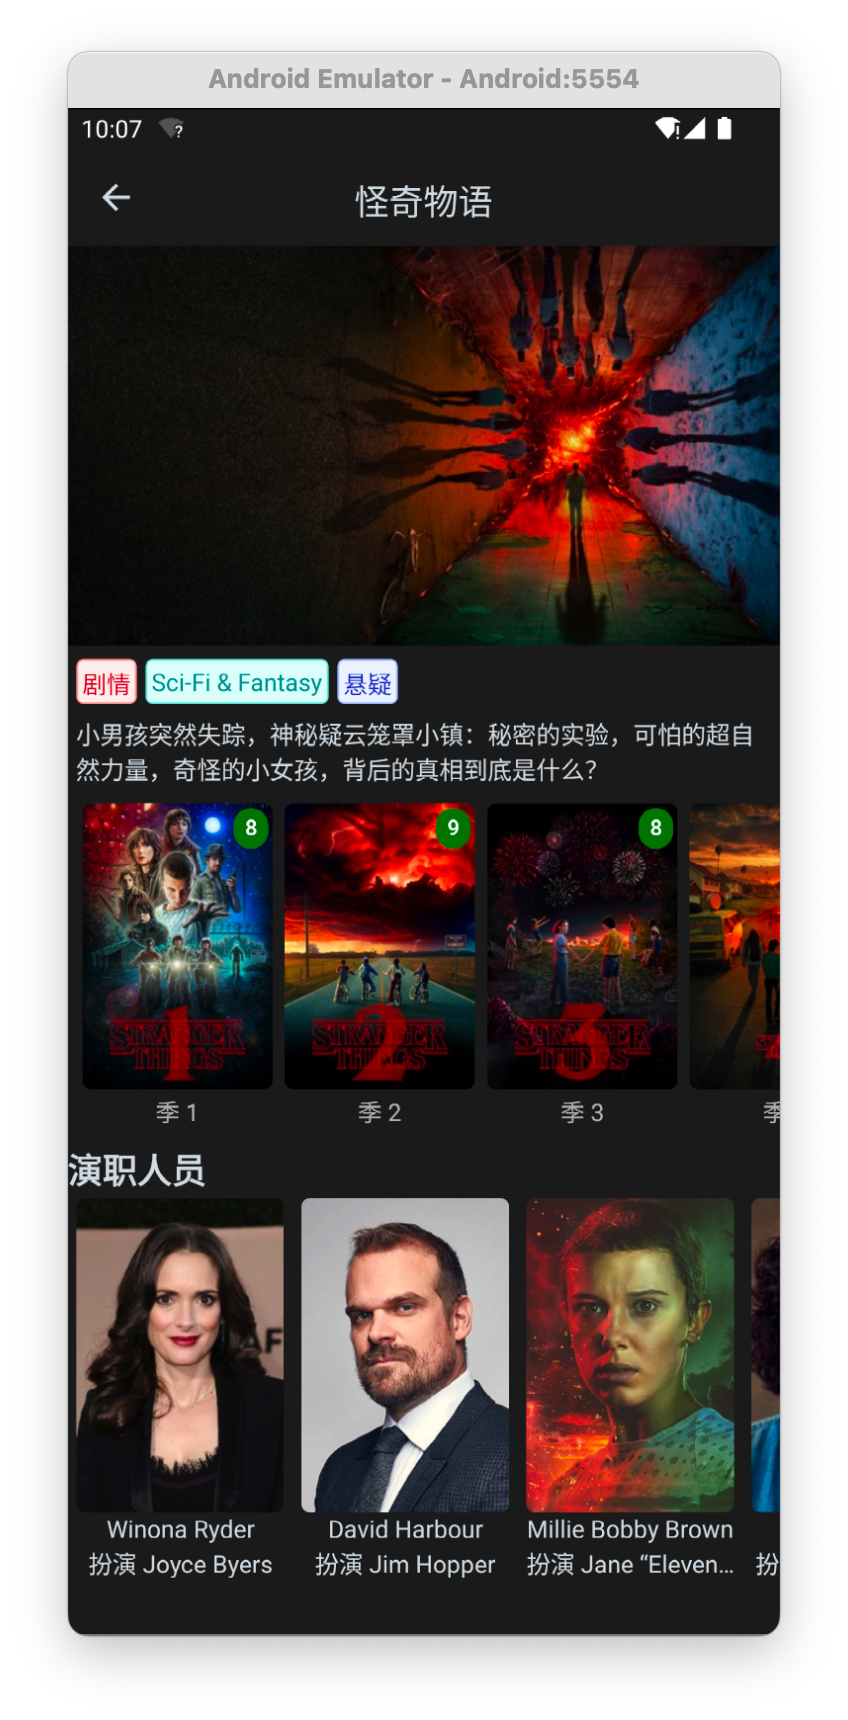 Android Emulator - Android:5554
10:07
怪奇物语
剧情 Sci-Fi & Fantasy 悬疑
小男孩突然失踪，神秘疑云笼罩小镇：秘密的实验，可怕的超自
然力量，奇怪的小女孩，背后的真相到底是什么？
8 9 8
STRANGER THINGS 1
STRANGER THINGS 2
STRANGER THINGS 3
季 1 季 2 季 3
演职人员
Winona Ryder David Harbour Millie Bobby Brown
扮演 Joyce Byers 扮演 Jim Hopper 扮演 Jane “Eleven... 扮